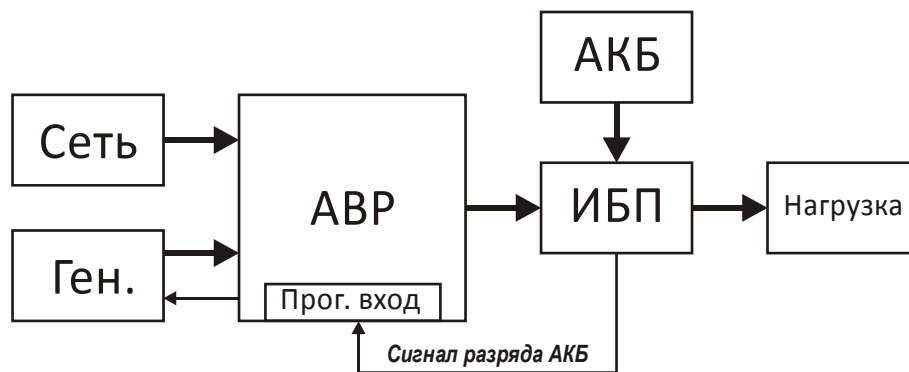 АКБ
Сеть
АВР
ИБП
Нагрузка
Ген.
Прог. вход
Сигнал разряда АКБ